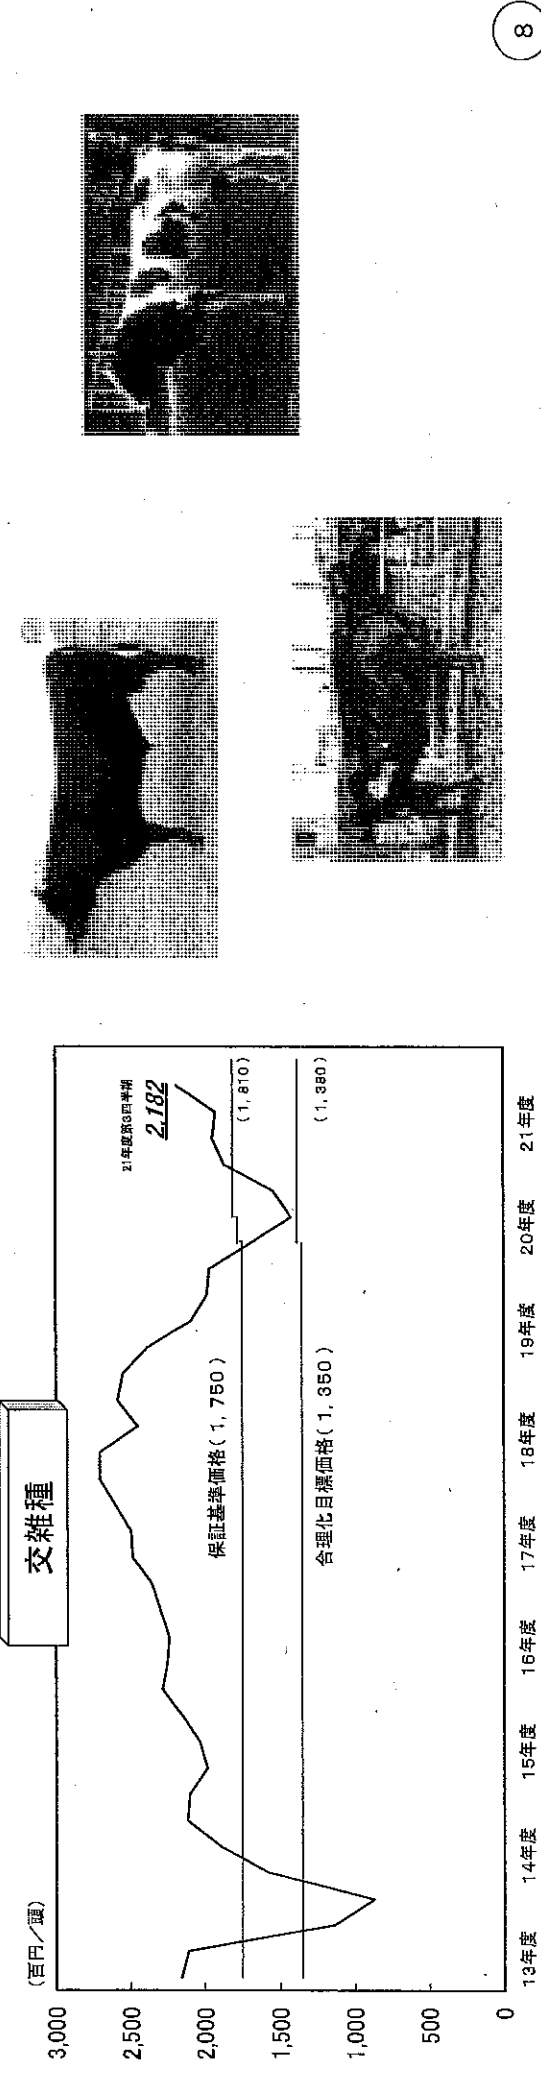 交雑種
(百円／頭)
3,000
2,500
2,000
1,500
1,000
500
0
21年度第3四半期
2,182
(1,810)
保証基準価格(1,750)
(1,380)
合理化目標価格(1,350)
13年度 14年度 15年度 16年度 17年度 18年度 19年度 20年度 21年度
8